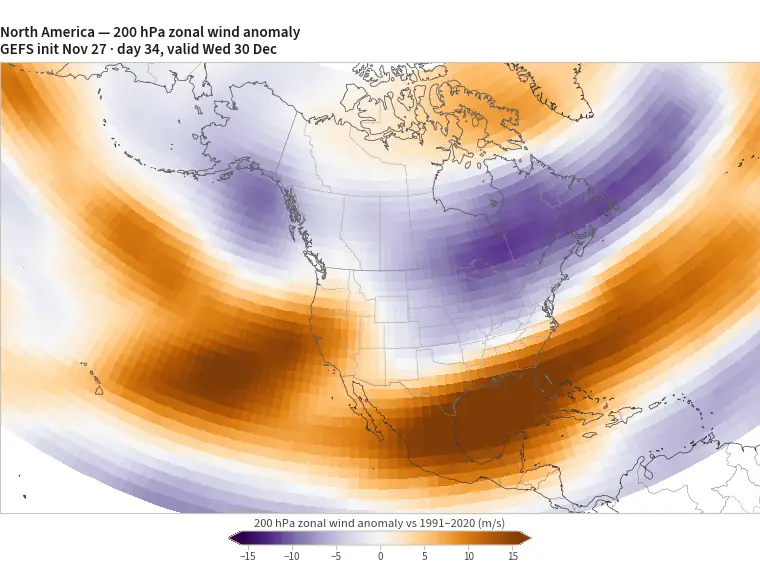 North America — 200 hPa zonal wind anomaly
GEFS init Nov 27 · day 34, valid Wed 30 Dec
200 hPa zonal wind anomaly vs 1991–2020 (m/s)
−15 −10 −5 0 5 10 15